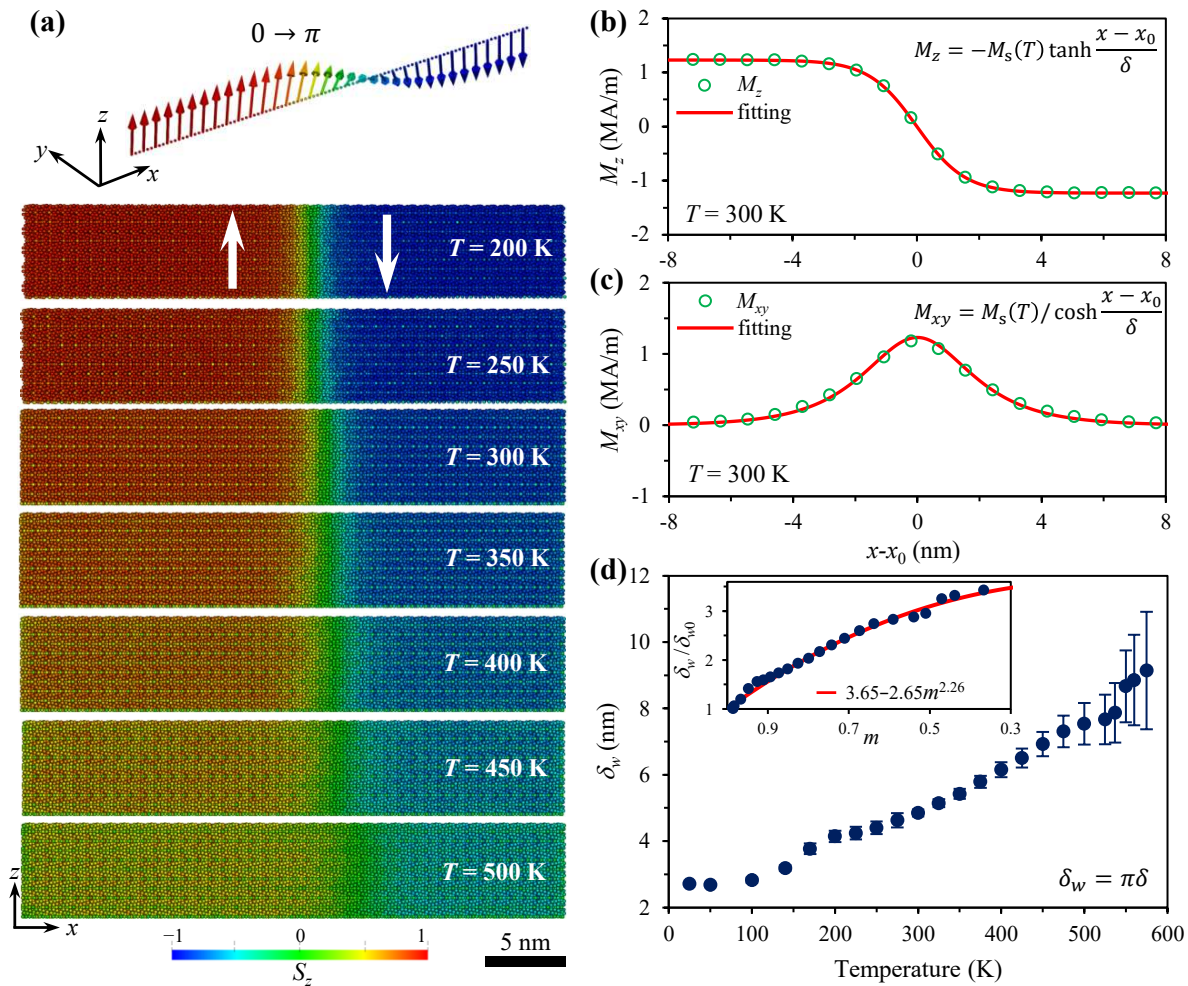 (a)
0 → π
z
y
x
T = 200 K
T = 250 K
T = 300 K
T = 350 K
T = 400 K
T = 450 K
T = 500 K
z
x
−1 0 1
S_z
5 nm
(b)
M_z = −M_s(T) tanh (x − x_0)/δ
M_z
fitting
T = 300 K
M_z (MA/m)
2
1
0
-1
-2
-8 -4 0 4 8
(c)
M_xy = M_s(T)/cosh (x − x_0)/δ
M_xy
fitting
T = 300 K
M_xy (MA/m)
2
1
0
-1
-8 -4 0 4 8
x-x_0 (nm)
(d)
δ_w (nm)
12
10
8
6
4
2
0 100 200 300 400 500 600
Temperature (K)
δ_w = πδ
δ_w/δ_w0
3
2
1
0.9 0.7 0.5 0.3
m
3.65−2.65m^2.26